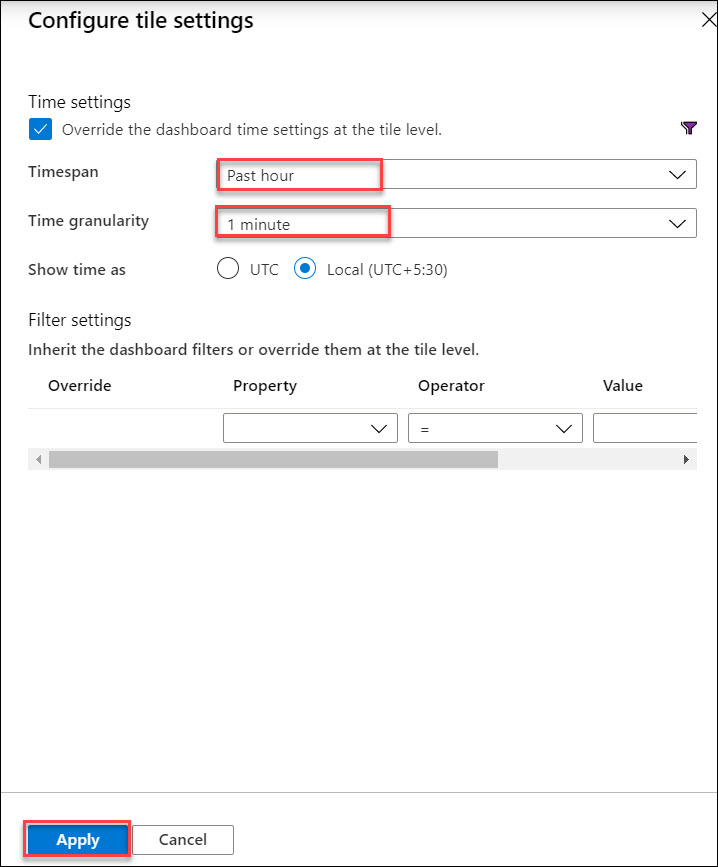 Configure tile settings
Time settings
Override the dashboard time settings at the tile level.
Timespan Past hour
Time granularity 1 minute
Show time as UTC Local (UTC+5:30)
Filter settings
Inherit the dashboard filters or override them at the tile level.
Override Property Operator Value
=
Apply Cancel